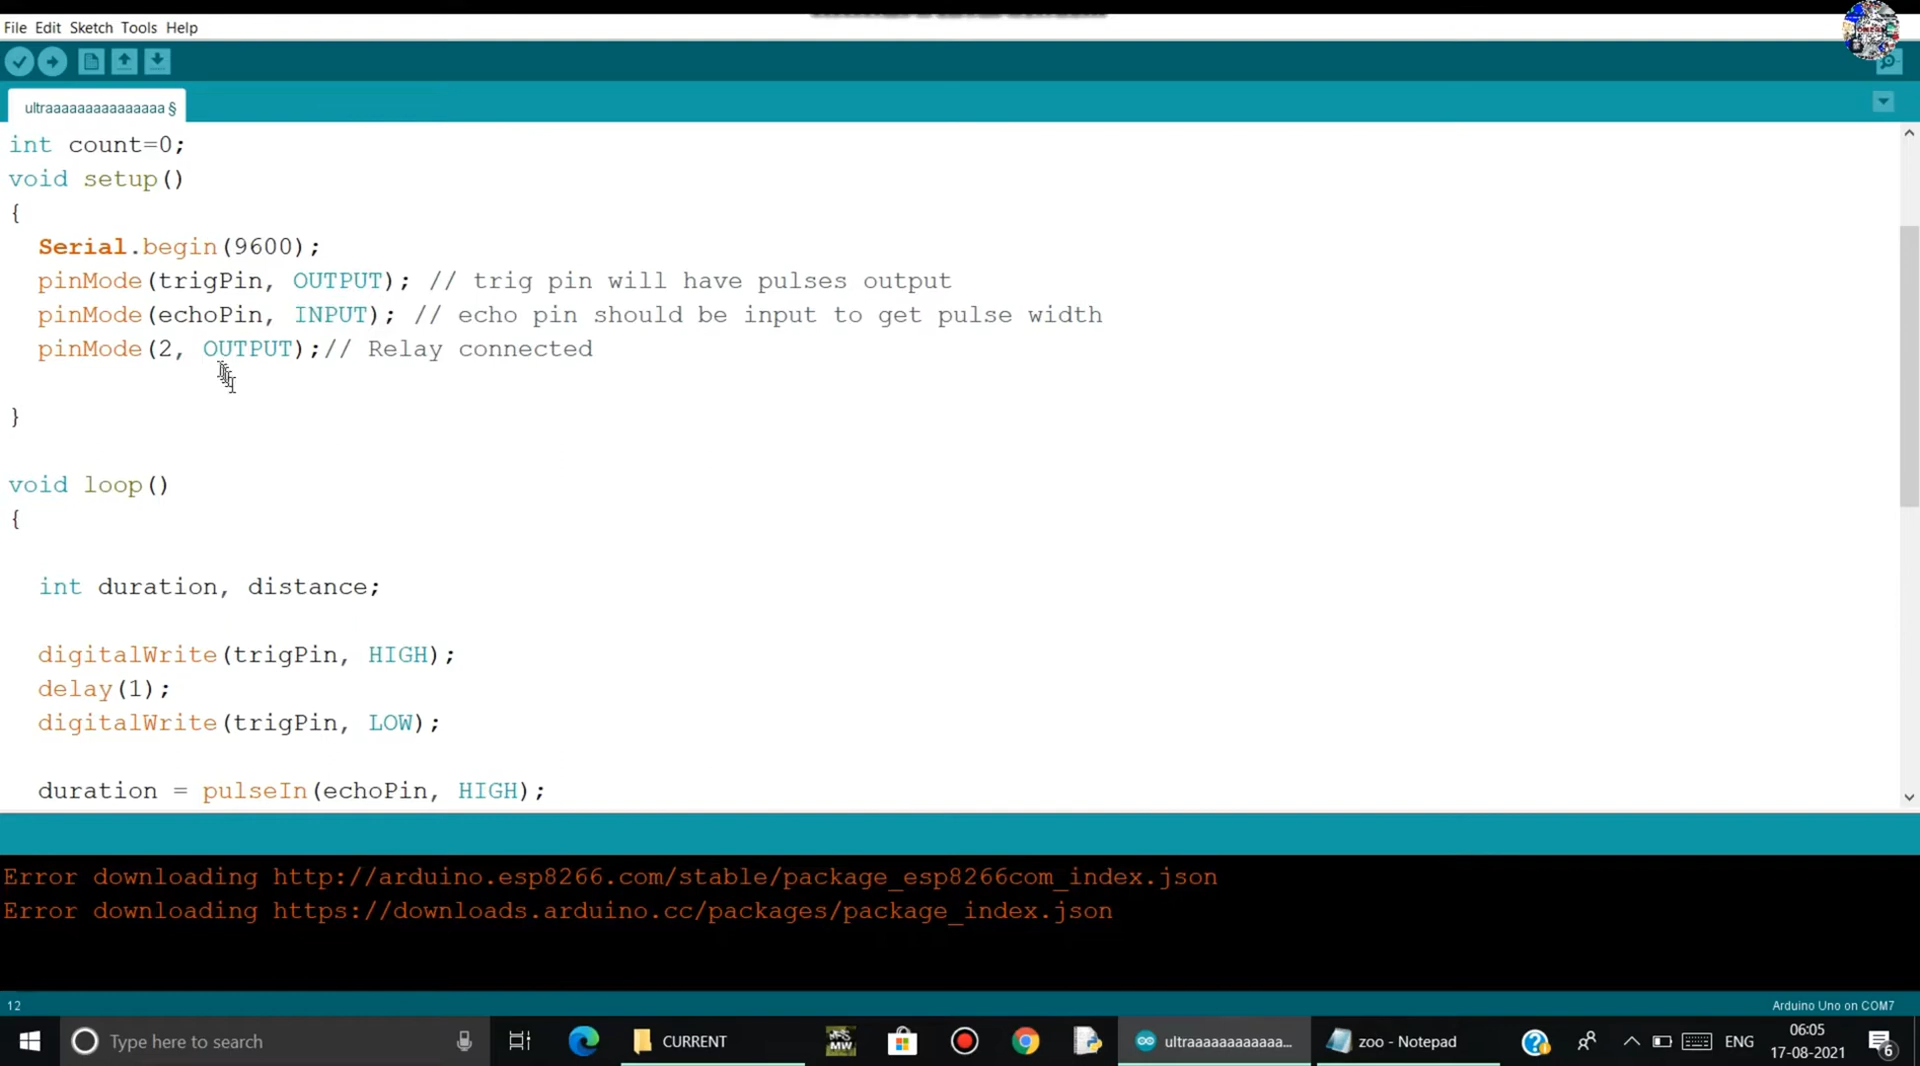 File Edit Sketch Tools Help
ultraaaaaaaaaaaaaaa §
int count=0;
void setup()
{
Serial.begin(9600);
pinMode(trigPin, OUTPUT); // trig pin will have pulses output
pinMode(echoPin, INPUT); // echo pin should be input to get pulse width
pinMode(2, OUTPUT);// Relay connected
}
void loop()
{
int duration, distance;
digitalWrite(trigPin, HIGH);
delay(1);
digitalWrite(trigPin, LOW);
duration = pulseIn(echoPin, HIGH);
Error downloading http://arduino.esp8266.com/stable/package_esp8266com_index.json
Error downloading https://downloads.arduino.cc/packages/package_index.json
12
Arduino Uno on COM7
Type here to search
CURRENT
MW
ultraaaaaaaaaaaa...
zoo - Notepad
ENG
06:05
17-08-2021
6